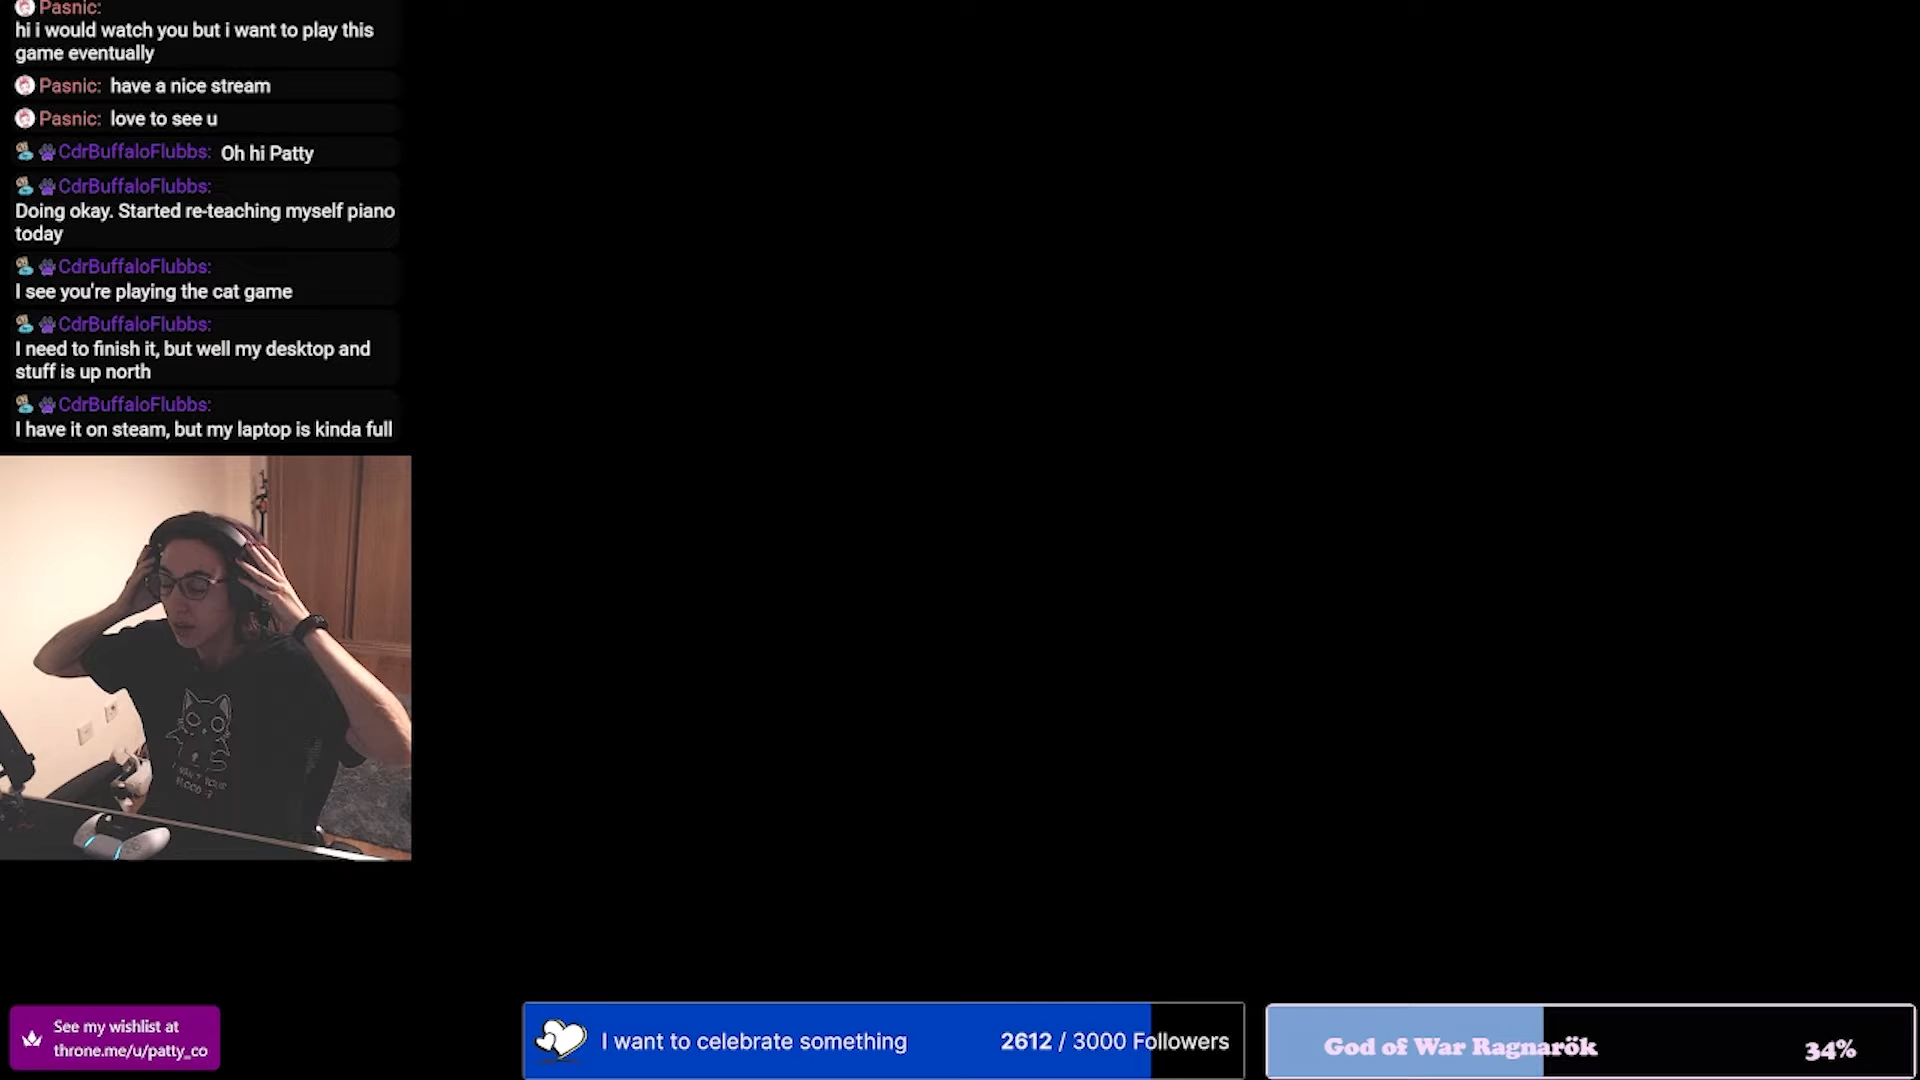 Pasnic:
hi i would watch you but i want to play this
game eventually
Pasnic: have a nice stream
Pasnic: love to see u
CdrBuffaloFlubbs: Oh hi Patty
CdrBuffaloFlubbs:
Doing okay. Started re-teaching myself piano
today
CdrBuffaloFlubbs:
I see you're playing the cat game
CdrBuffaloFlubbs:
I need to finish it, but well my desktop and
stuff is up north
CdrBuffaloFlubbs:
I have it on steam, but my laptop is kinda full
I WANT YOUR
BLOOD
See my wishlist at
throne.me/u/patty_co
I want to celebrate something
2612 / 3000 Followers
God of War Ragnarök
34%